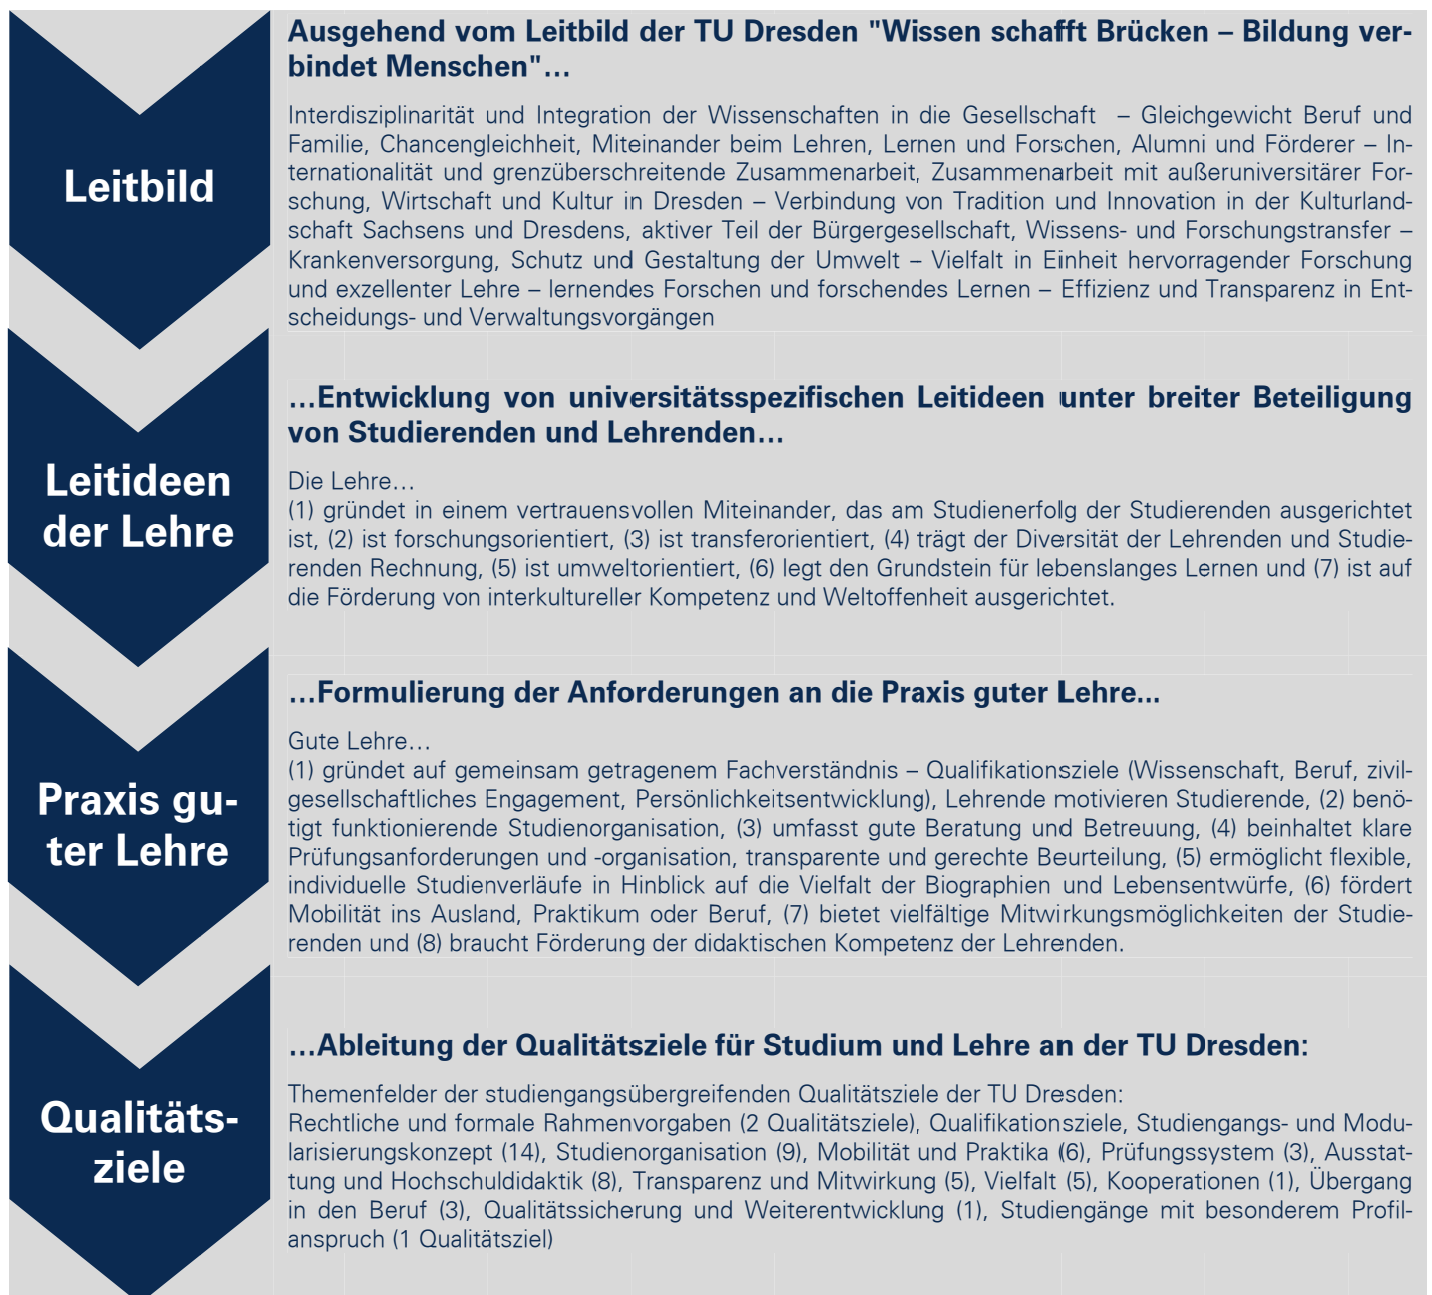 Ausgehend vom Leitbild der TU Dresden "Wissen schafft Brücken – Bildung ver-
bindet Menschen"...
Interdisziplinarität und Integration der Wissenschaften in die Gesellschaft – Gleichgewicht Beruf und
Familie, Chancengleichheit, Miteinander beim Lehren, Lernen und Forschen, Alumni und Förderer – In-
ternationalität und grenzüberschreitende Zusammenarbeit, Zusammenarbeit mit außeruniversitärer For-
schung, Wirtschaft und Kultur in Dresden – Verbindung von Tradition und Innovation in der Kulturland-
schaft Sachsens und Dresdens, aktiver Teil der Bürgergesellschaft, Wissens- und Forschungstransfer –
Krankenversorgung, Schutz und Gestaltung der Umwelt – Vielfalt in Einheit hervorragender Forschung
und exzellenter Lehre – lernendes Forschen und forschendes Lernen – Effizienz und Transparenz in Ent-
scheidungs- und Verwaltungsvorgängen
Leitbild
...Entwicklung von universitätsspezifischen Leitideen unter breiter Beteiligung
von Studierenden und Lehrenden...
Die Lehre...
(1) gründet in einem vertrauensvollen Miteinander, das am Studienerfolg der Studierenden ausgerichtet
ist, (2) ist forschungsorientiert, (3) ist transferorientiert, (4) trägt der Diversität der Lehrenden und Studie-
renden Rechnung, (5) ist umweltorientiert, (6) legt den Grundstein für lebenslanges Lernen und (7) ist auf
die Förderung von interkultureller Kompetenz und Weltoffenheit ausgerichtet.
Leitideen
der Lehre
...Formulierung der Anforderungen an die Praxis guter Lehre...
Gute Lehre...
(1) gründet auf gemeinsam getragenem Fachverständnis – Qualifikationsziele (Wissenschaft, Beruf, zivil-
gesellschaftliches Engagement, Persönlichkeitsentwicklung), Lehrende motivieren Studierende, (2) benö-
tigt funktionierende Studienorganisation, (3) umfasst gute Beratung und Betreuung, (4) beinhaltet klare
Prüfungsanforderungen und -organisation, transparente und gerechte Beurteilung, (5) ermöglicht flexible,
individuelle Studienverläufe in Hinblick auf die Vielfalt der Biographien und Lebensentwürfe, (6) fördert
Mobilität ins Ausland, Praktikum oder Beruf, (7) bietet vielfältige Mitwirkungsmöglichkeiten der Studie-
renden und (8) braucht Förderung der didaktischen Kompetenz der Lehrenden.
Praxis gu-
ter Lehre
...Ableitung der Qualitätsziele für Studium und Lehre an der TU Dresden:
Themenfelder der studiengangsübergreifenden Qualitätsziele der TU Dresden:
Rechtliche und formale Rahmenvorgaben (2 Qualitätsziele), Qualifikationsziele, Studiengangs- und Modu-
larisierungskonzept (14), Studienorganisation (9), Mobilität und Praktika (6), Prüfungssystem (3), Ausstat-
tung und Hochschuldidaktik (8), Transparenz und Mitwirkung (5), Vielfalt (5), Kooperationen (1), Übergang
in den Beruf (3), Qualitätssicherung und Weiterentwicklung (1), Studiengänge mit besonderem Profil-
anspruch (1 Qualitätsziel)
Qualitäts-
ziele